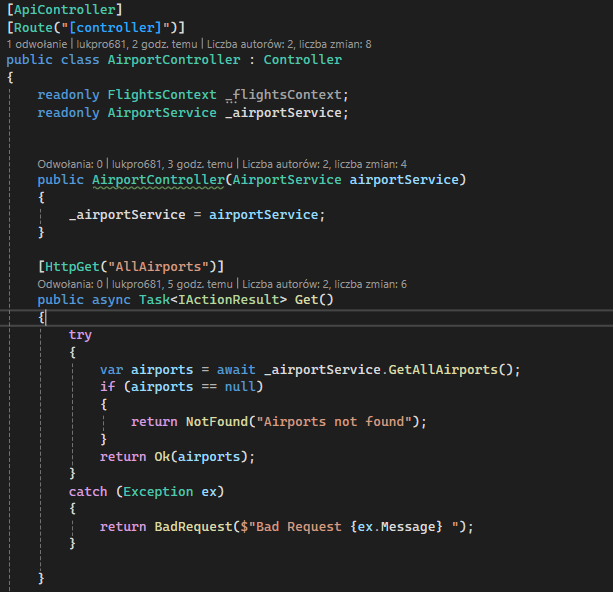 [ApiController]
[Route("[controller]")]
1 odwołanie | lukpro681, 2 godz. temu | Liczba autorów: 2, liczba zmian: 8
public class AirportController : Controller
{
readonly FlightsContext _flightsContext;
readonly AirportService _airportService;
Odwołania: 0 | lukpro681, 3 godz. temu | Liczba autorów: 2, liczba zmian: 4
public AirportController(AirportService airportService)
{
_airportService = airportService;
}
[HttpGet("AllAirports")]
Odwołania: 0 | lukpro681, 5 godz. temu | Liczba autorów: 2, liczba zmian: 6
public async Task<IActionResult> Get()
{
try
{
var airports = await _airportService.GetAllAirports();
if (airports == null)
{
return NotFound("Airports not found");
}
return Ok(airports);
}
catch (Exception ex)
{
return BadRequest($"Bad Request {ex.Message} ");
}
}